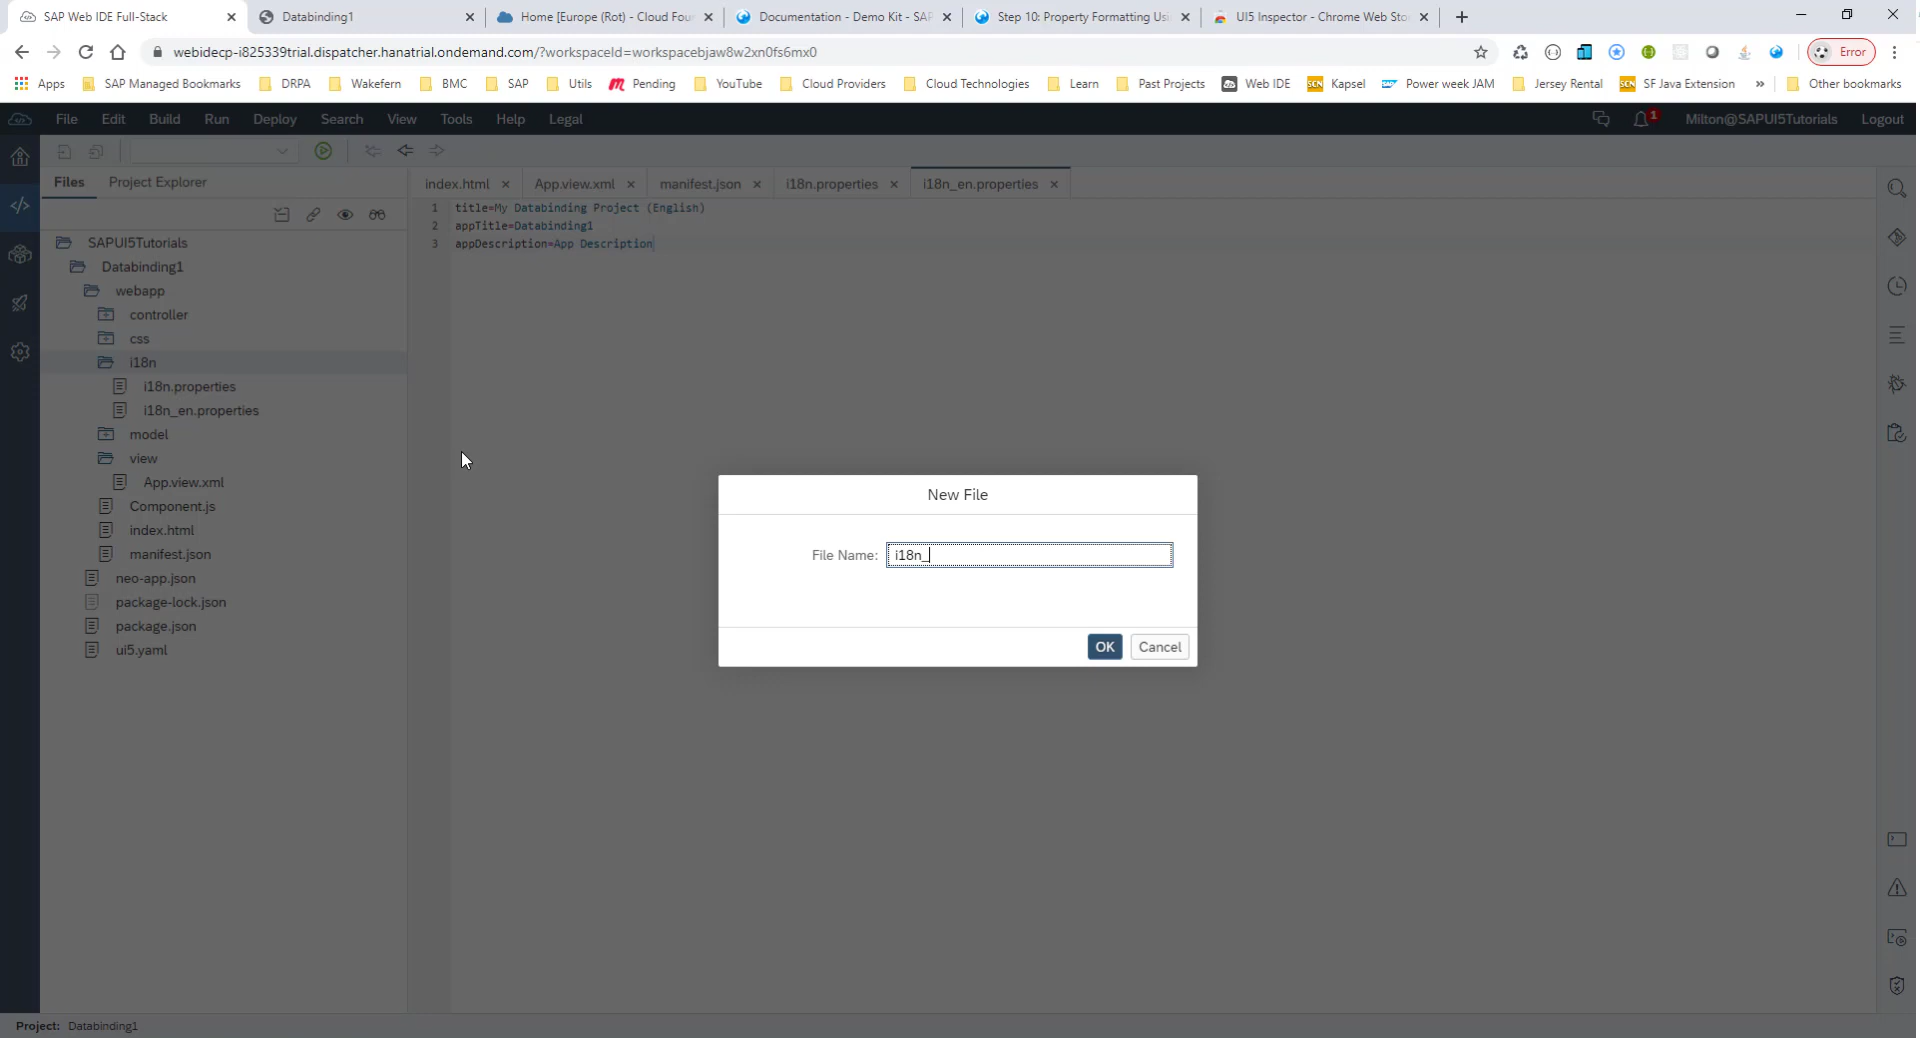 SAP Web IDE Full-Stack
Databinding1
Home [Europe (Rot) - Cloud Foun
Documentation - Demo Kit - SAP
Step 10: Property Formatting Usi
UI5 Inspector - Chrome Web Sto
webidecp-i825339trial.dispatcher.hanatrial.ondemand.com/?workspaceId=workspacebjaw8w2xn0fs6mx0
Error
Apps
SAP Managed Bookmarks
DRPA
Wakefern
BMC
SAP
Utils
Pending
YouTube
Cloud Providers
Cloud Technologies
Learn
Past Projects
Web IDE
Kapsel
Power week JAM
Jersey Rental
SF Java Extension
»
Other bookmarks
File Edit Build Run Deploy Search View Tools Help Legal
1
Milton@SAPUI5Tutorials
Logout
Files
Project Explorer
index.html
App.view.xml
manifest.json
i18n.properties
i18n_en.properties
1 title=My Databinding Project (English)
2 appTitle=Databinding1
3 appDescription=App Description
SAPUI5Tutorials
Databinding1
webapp
controller
css
i18n
i18n.properties
i18n_en.properties
model
view
App.view.xml
Component.js
index.html
manifest.json
neo-app.json
package-lock.json
package.json
ui5.yaml
New File
File Name: i18n_
OK
Cancel
Project: Databinding1